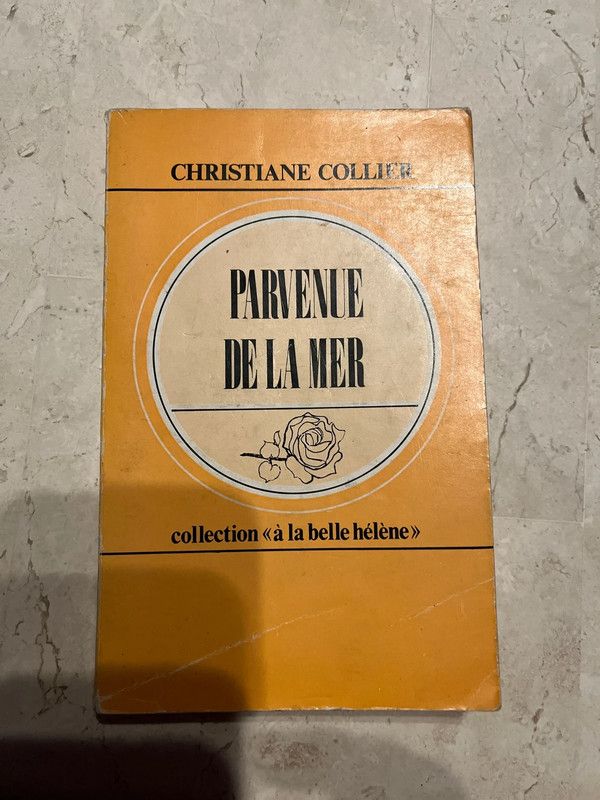 CHRISTIANE COLLIER
PARVENUE
DE LA MER
collection « à la belle hélène »